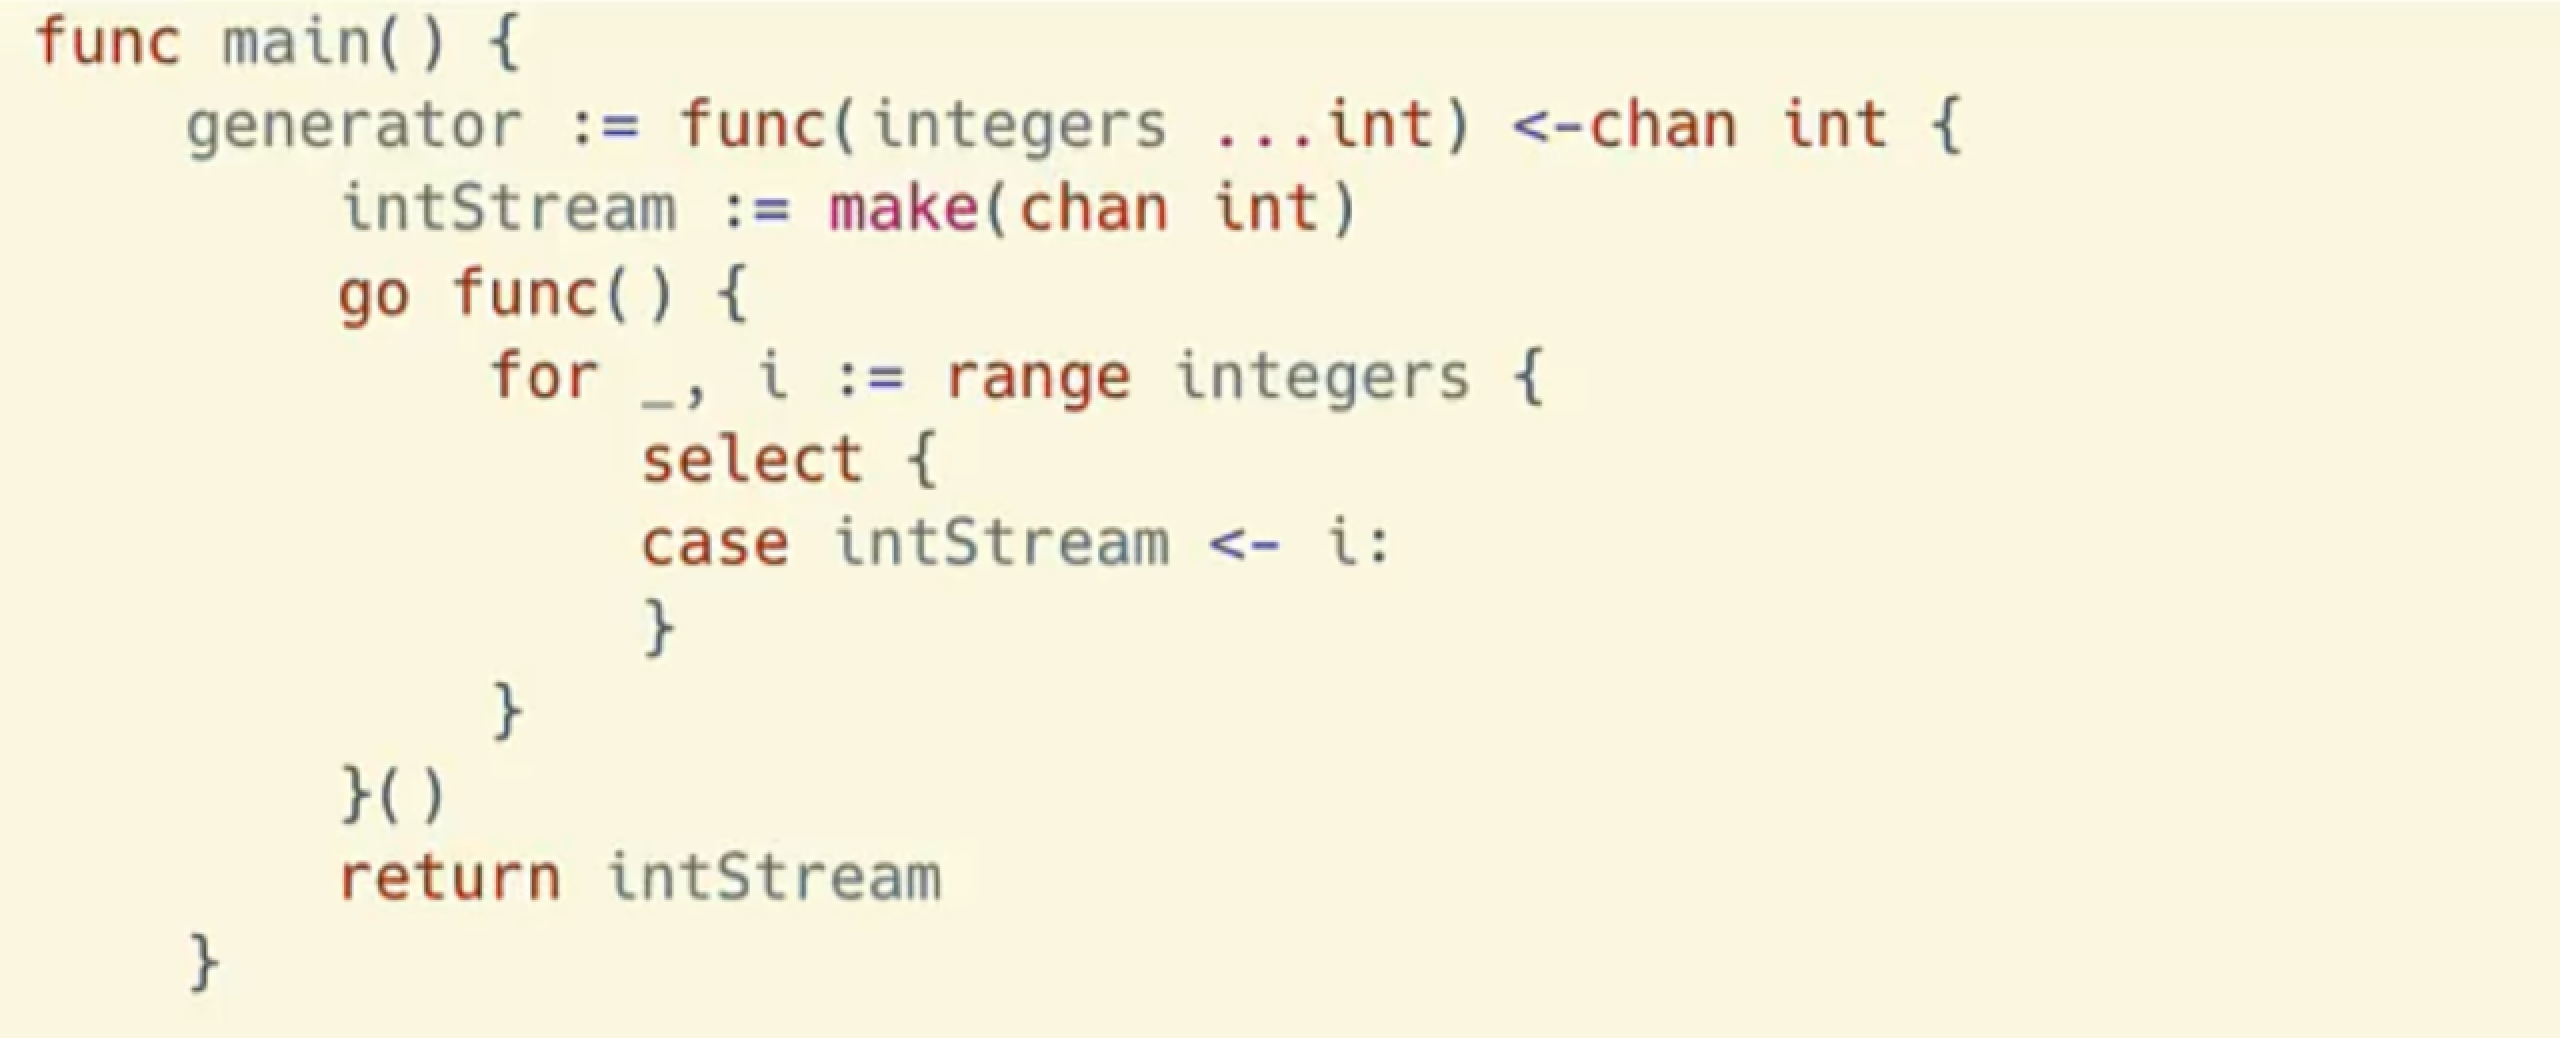 func main() {
    generator := func(integers ...int) <-chan int {
        intStream := make(chan int)
        go func() {
            for _, i := range integers {
                select {
                case intStream <- i:
                }
            }
        }()
        return intStream
    }